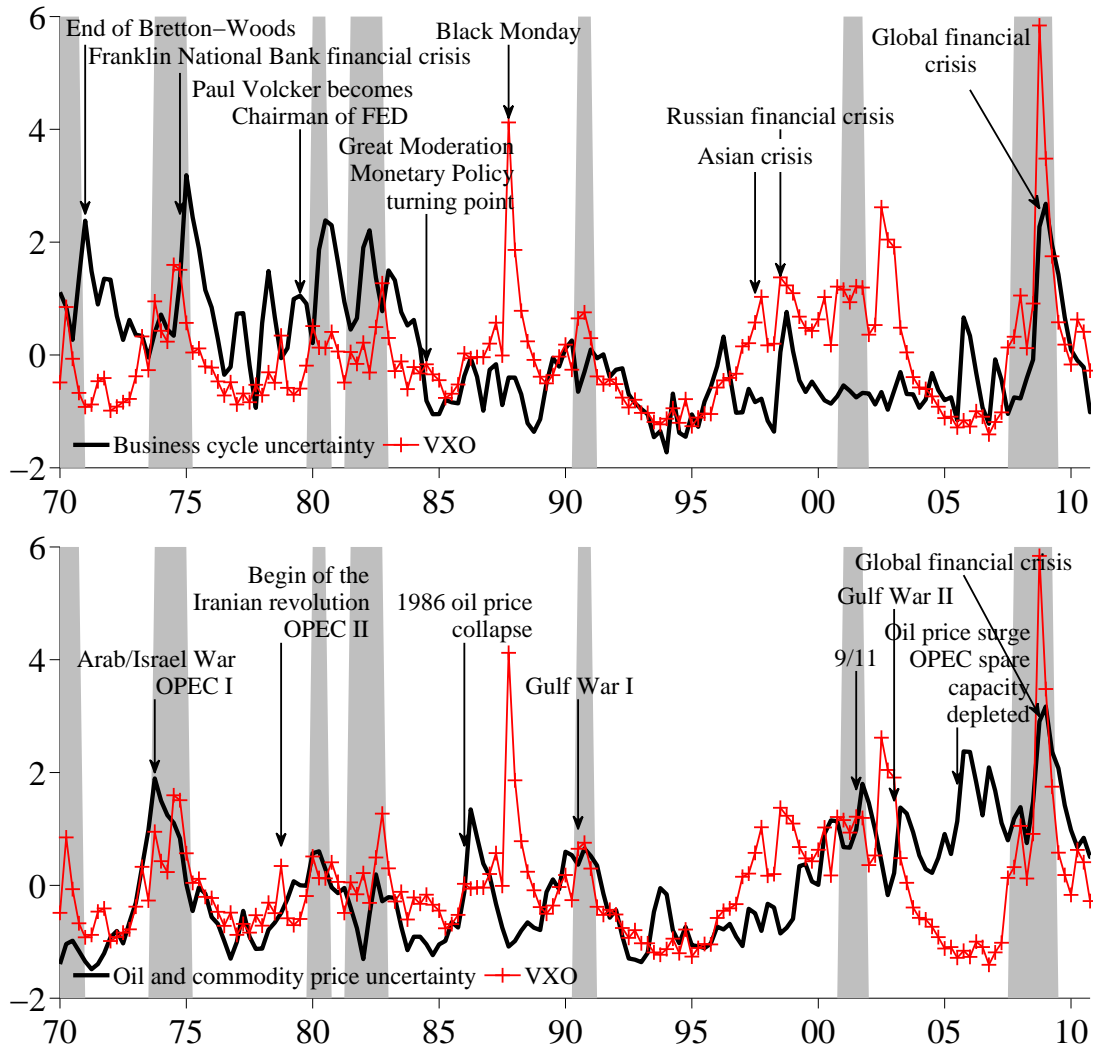 6
End of Bretton−Woods
Franklin National Bank financial crisis
Paul Volcker becomes
Chairman of FED
Great Moderation
Monetary Policy
turning point
Black Monday
Russian financial crisis
Asian crisis
Global financial
crisis
4
2
0
−2
Business cycle uncertainty
VXO
70 75 80 85 90 95 00 05 10
6
Arab/Israel War
OPEC I
Begin of the
Iranian revolution
OPEC II
1986 oil price
collapse
Gulf War I
9/11
Gulf War II
Global financial crisis
Oil price surge
OPEC spare
capacity
depleted
4
2
0
−2
Oil and commodity price uncertainty
VXO
70 75 80 85 90 95 00 05 10